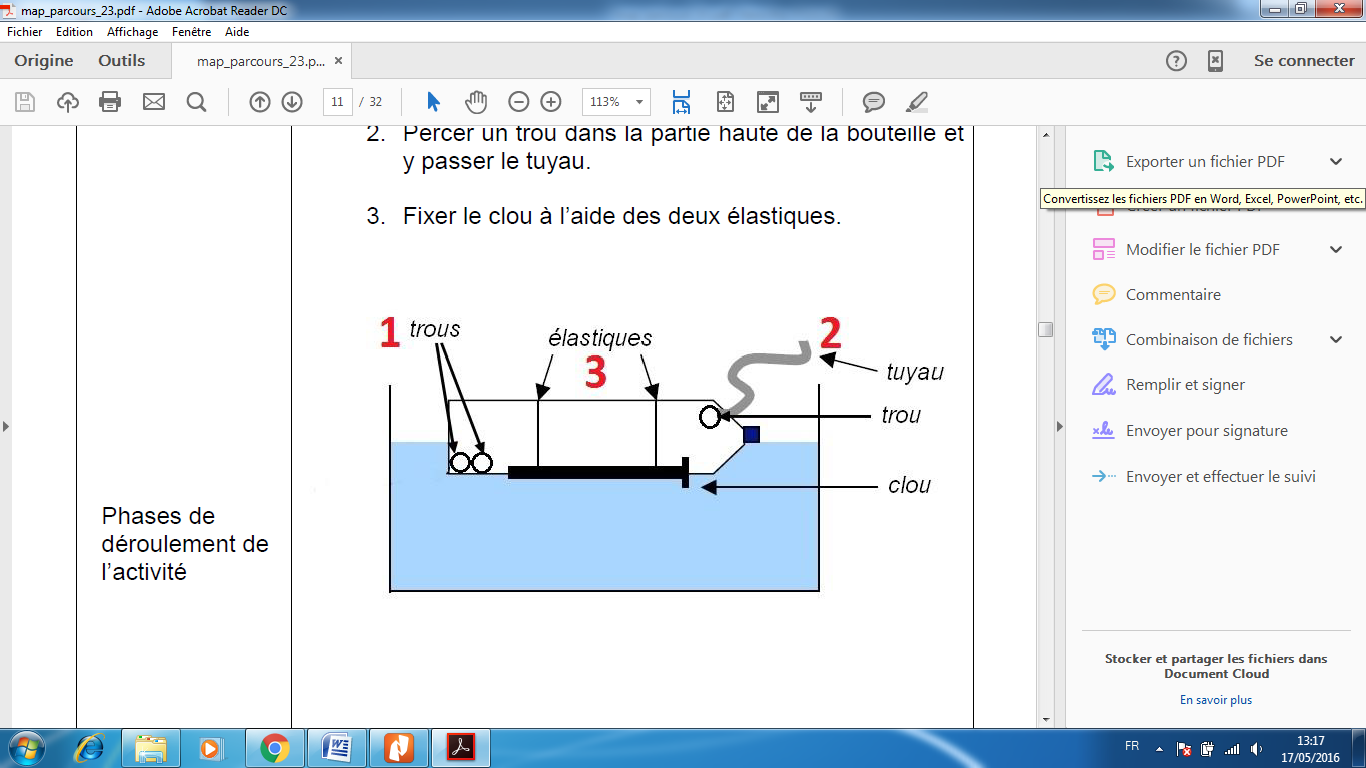 map_parcours_23.pdf - Adobe Acrobat Reader DC
Fichier Edition Affichage Fenêtre Aide
Origine Outils map_parcours_23.p... × Se connecter
11 / 32 113%
2. Percer un trou dans la partie haute de la bouteille et
y passer le tuyau.
3. Fixer le clou à l'aide des deux élastiques.
1 trous
élastiques
3
2
tuyau
trou
clou
Phases de
déroulement de
l'activité
Exporter un fichier PDF
Convertissez les fichiers PDF en Word, Excel, PowerPoint, etc.
Créer un fichier PDF
Modifier le fichier PDF
Commentaire
Combinaison de fichiers
Remplir et signer
Envoyer pour signature
Envoyer et effectuer le suivi
Stocker et partager les fichiers dans
Document Cloud
En savoir plus
FR
13:17
17/05/2016